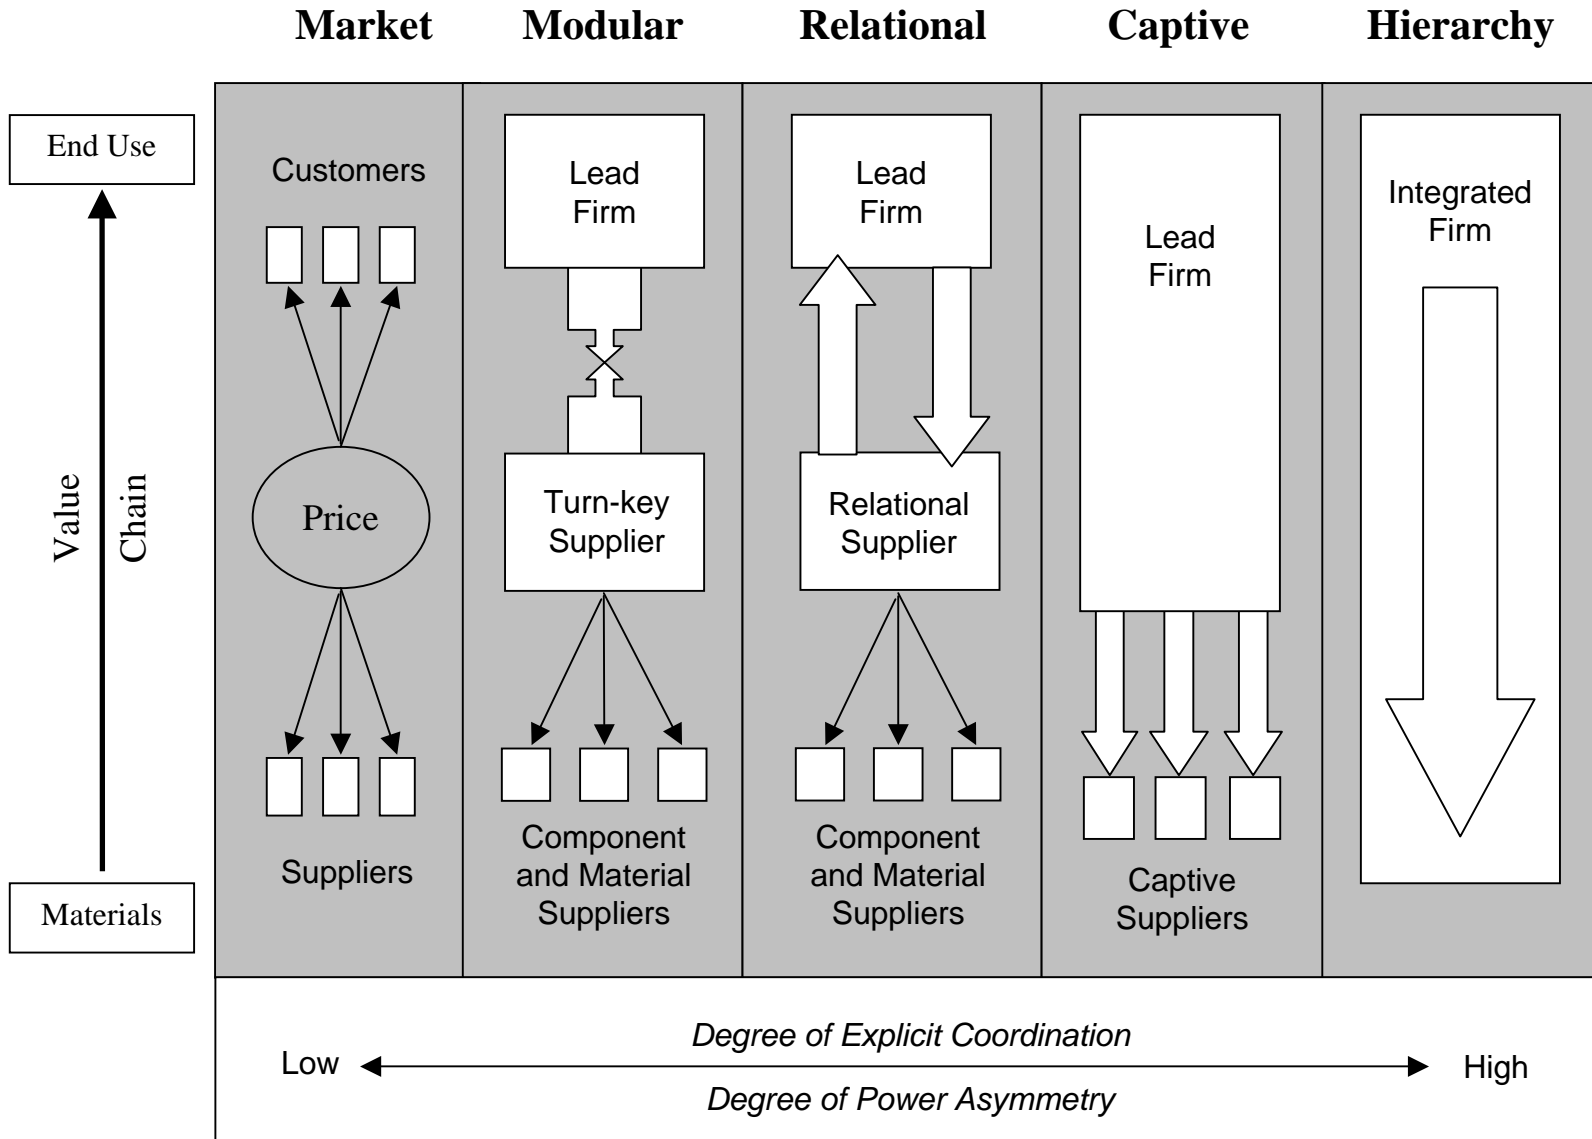 Market
Modular
Relational
Captive
Hierarchy
End Use
Value
Chain
Materials
Customers
Price
Suppliers
Lead
Firm
Turn-key
Supplier
Component
and Material
Suppliers
Lead
Firm
Relational
Supplier
Component
and Material
Suppliers
Lead
Firm
Captive
Suppliers
Integrated
Firm
Degree of Explicit Coordination
Low
High
Degree of Power Asymmetry